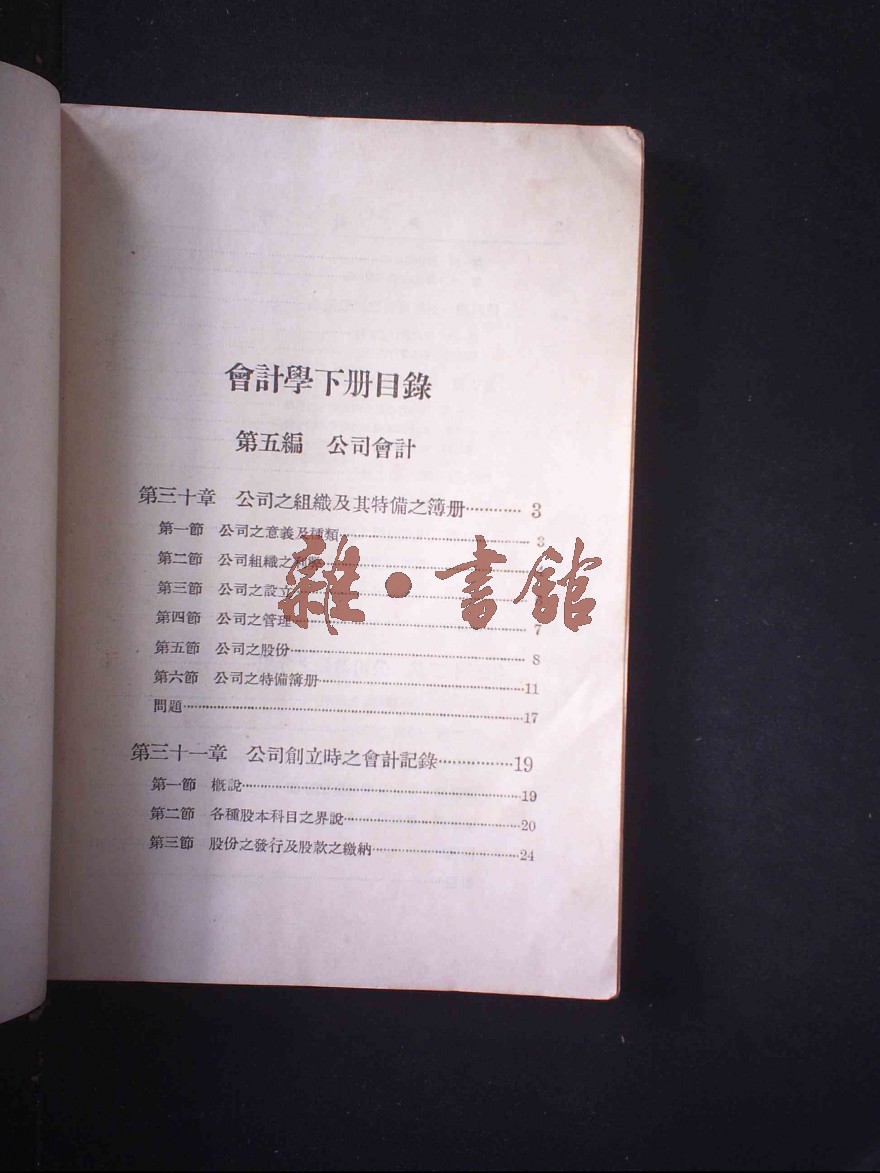 會計學下册目錄
第五編 公司會計
第三十章 公司之組織及其特備之簿册………… 3
第一節 公司之意義及種類………… 3
第二節 公司組織之
第三節 公司之設立
第四節 公司之管理………… 7
第五節 公司之股份………… 8
第六節 公司之特備簿册…………11
問題…………17
第三十一章 公司創立時之會計記錄…………19
第一節 概說…………19
第二節 各種股本科目之界說…………20
第三節 股份之發行及股款之繳納…………24
雜·書館